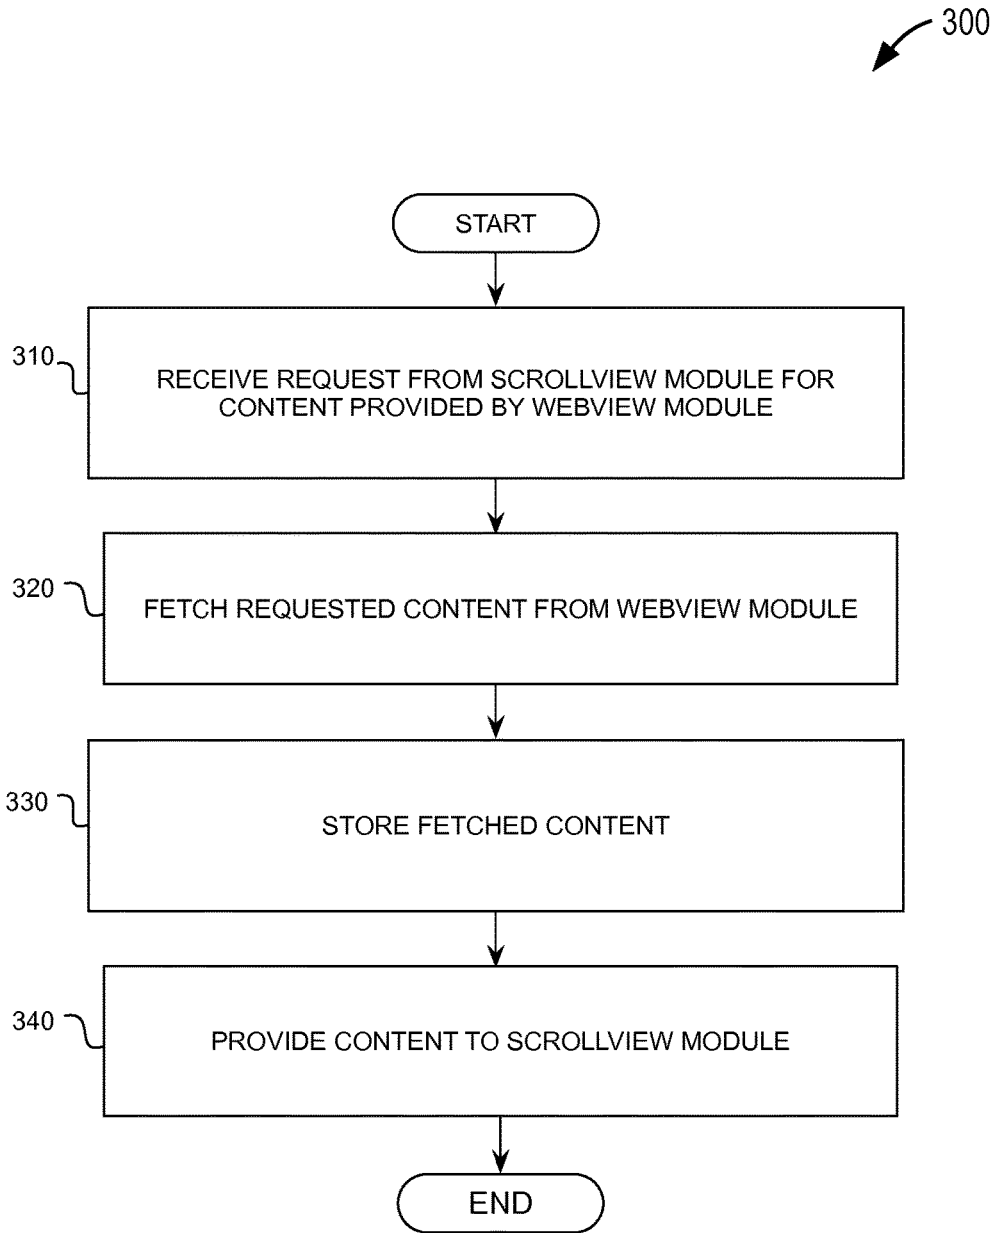 300
START
310
RECEIVE REQUEST FROM SCROLLVIEW MODULE FOR
CONTENT PROVIDED BY WEBVIEW MODULE
320
FETCH REQUESTED CONTENT FROM WEBVIEW MODULE
330
STORE FETCHED CONTENT
340
PROVIDE CONTENT TO SCROLLVIEW MODULE
END